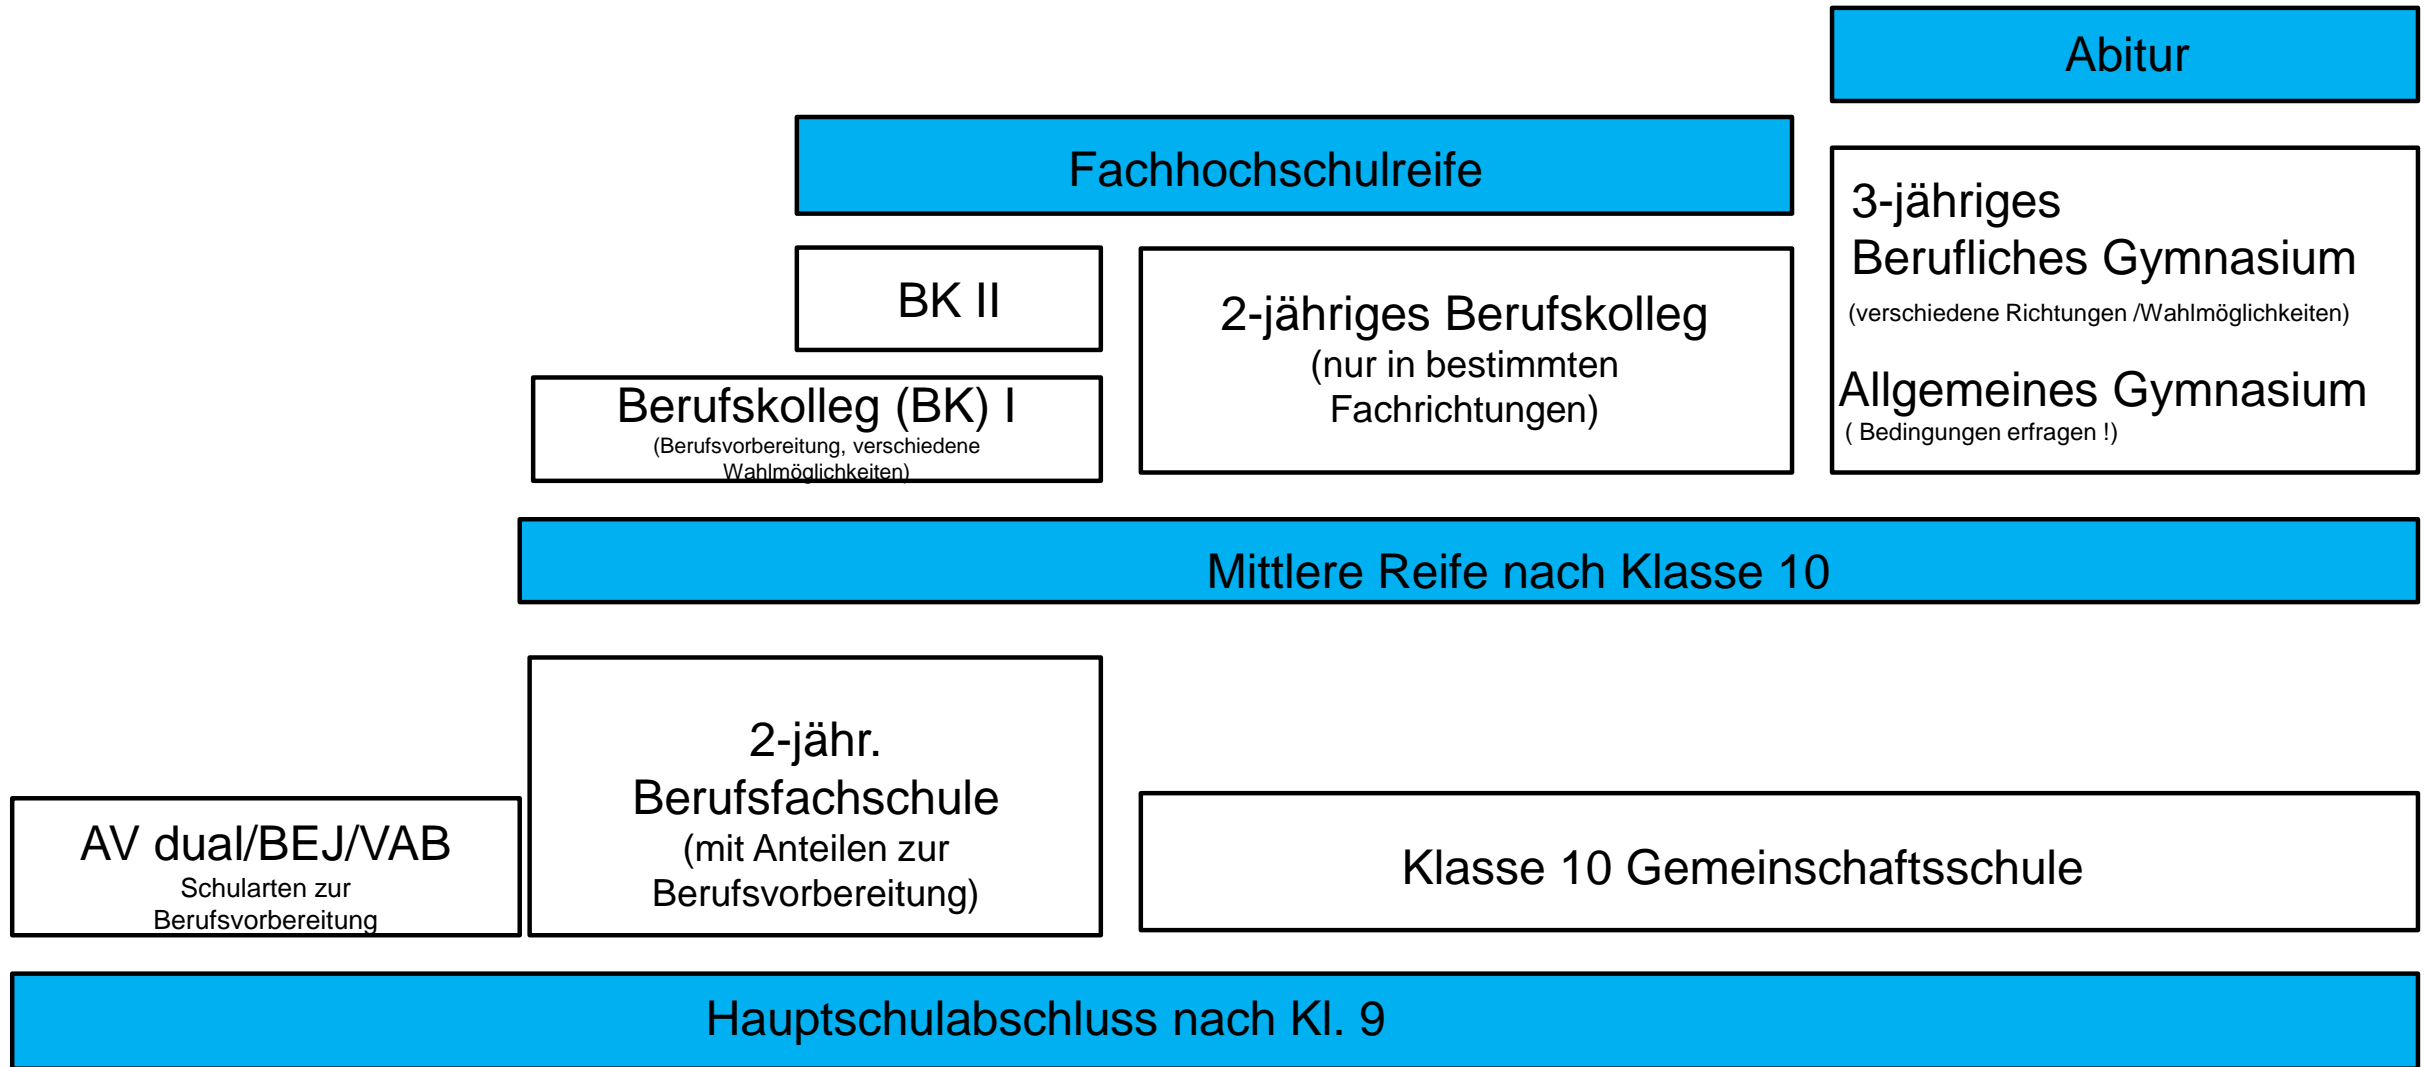 Abitur
Fachhochschulreife
3-jähriges
Berufliches Gymnasium
(verschiedene Richtungen /Wahlmöglichkeiten)
Allgemeines Gymnasium
( Bedingungen erfragen !)
BK II
2-jähriges Berufskolleg
(nur in bestimmten
Fachrichtungen)
Berufskolleg (BK) I
(Berufsvorbereitung, verschiedene
Wahlmöglichkeiten)
Mittlere Reife nach Klasse 10
2-jähr.
Berufsfachschule
(mit Anteilen zur
Berufsvorbereitung)
AV dual/BEJ/VAB
Schularten zur
Berufsvorbereitung
Klasse 10 Gemeinschaftsschule
Hauptschulabschluss nach Kl. 9